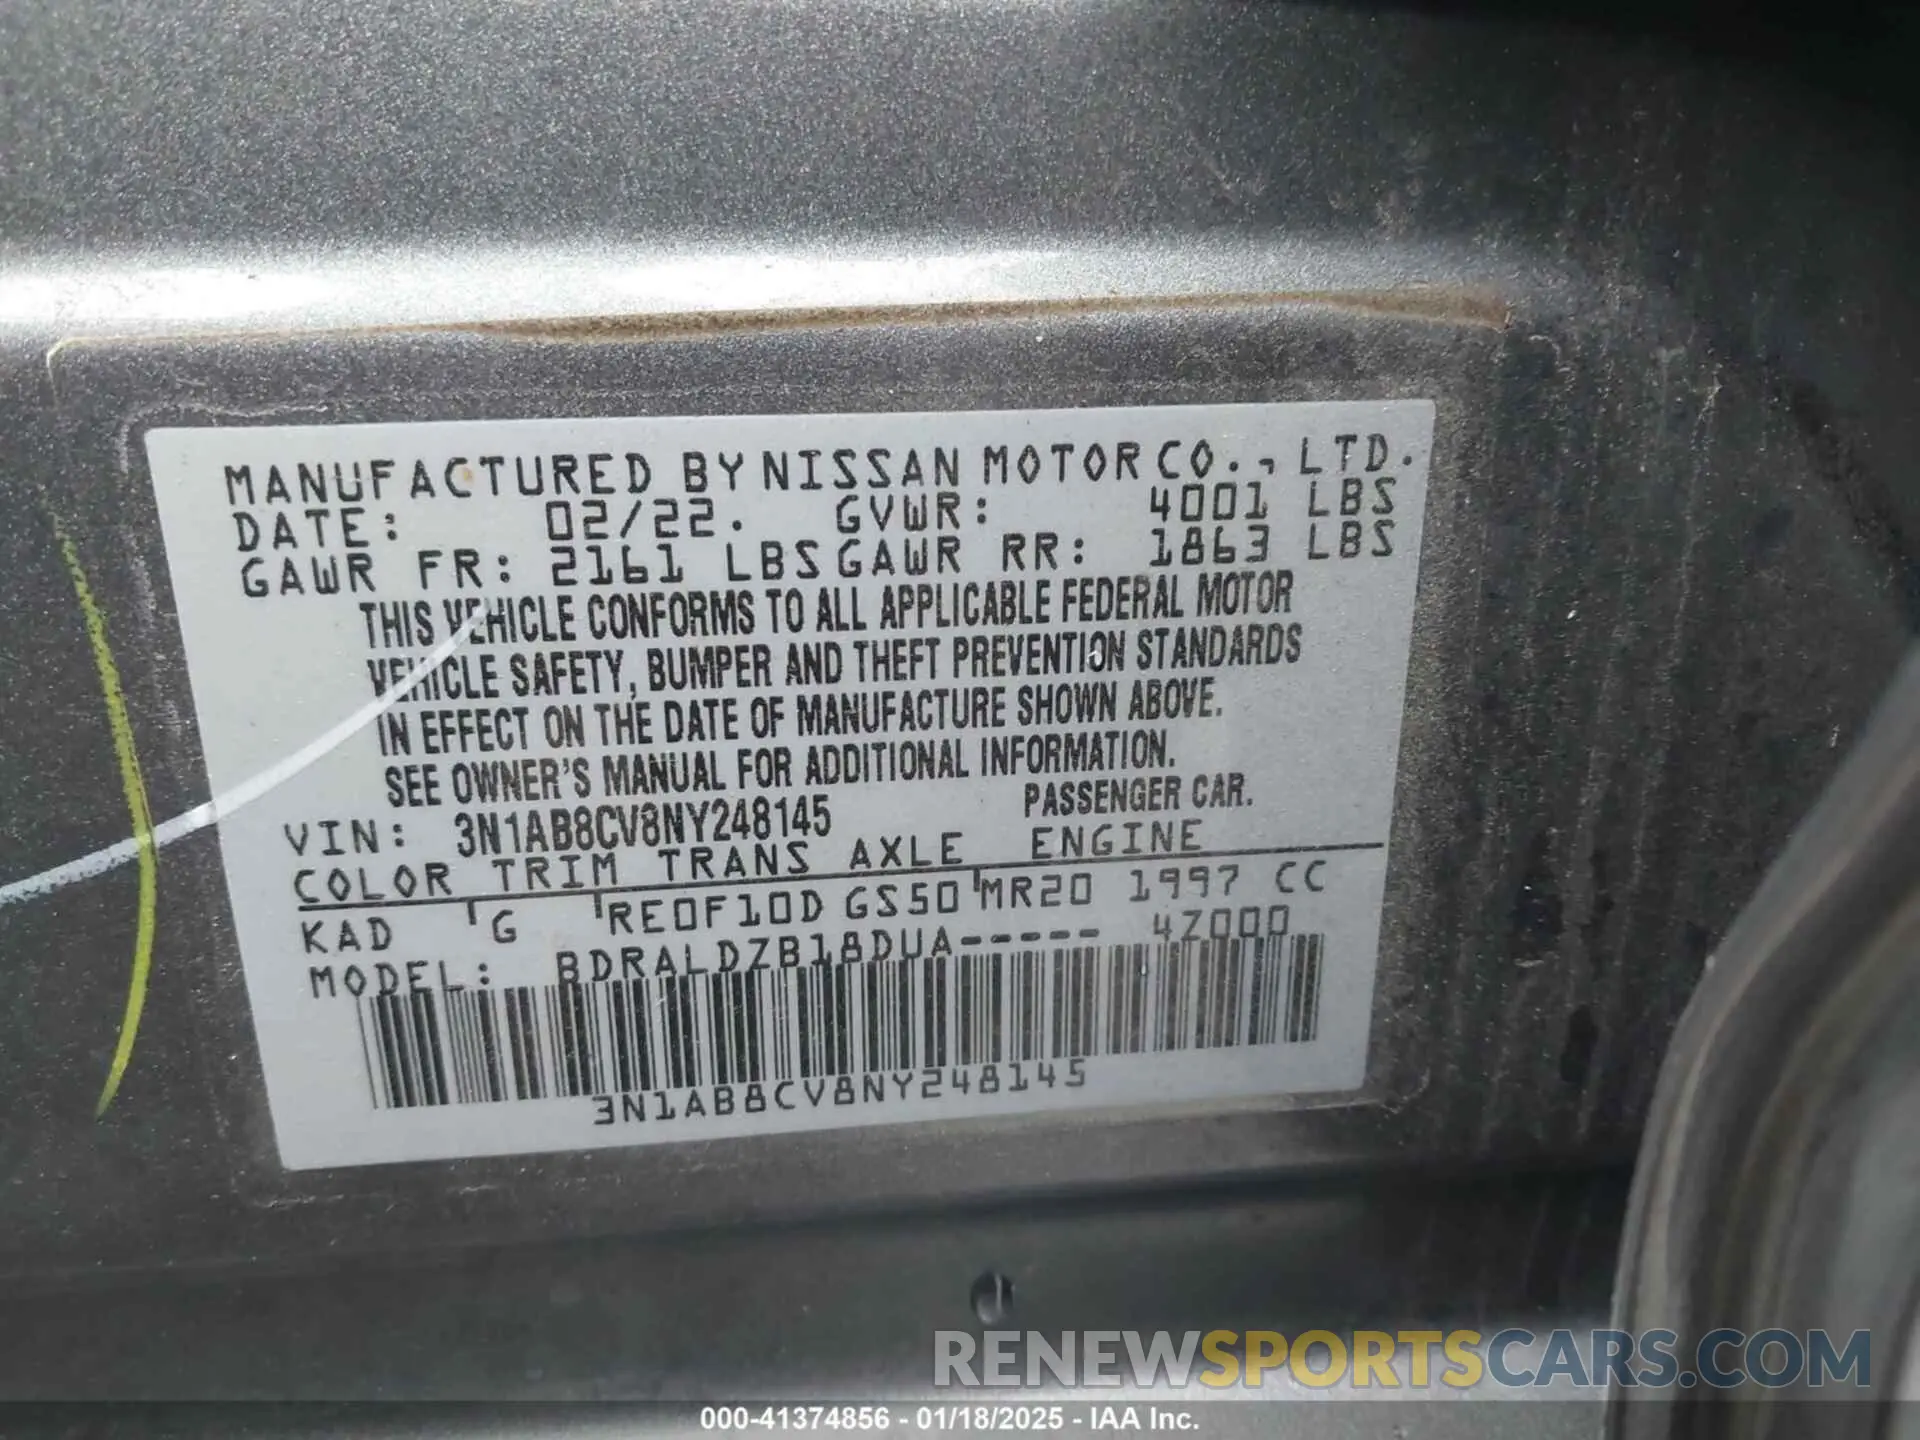 MANUFACTURED BY NISSAN MOTOR CO., LTD.
DATE: 02/22. GVWR: 4001 LBS
GAWR FR: 2161 LBS GAWR RR: 1863 LBS
THIS VEHICLE CONFORMS TO ALL APPLICABLE FEDERAL MOTOR
VEHICLE SAFETY, BUMPER AND THEFT PREVENTION STANDARDS
IN EFFECT ON THE DATE OF MANUFACTURE SHOWN ABOVE.
SEE OWNER'S MANUAL FOR ADDITIONAL INFORMATION.
VIN: 3N1AB8CV8NY248145 PASSENGER CAR.
COLOR TRIM TRANS AXLE ENGINE
KAD G RE0F10D GS50 MR20 1997 CC
MODEL: BDRALDZB18DUA----- 4Z000
3N1AB8CV8NY248145
RENEWSPORTSCARS.COM
000-41374856 - 01/18/2025 - IAA Inc.